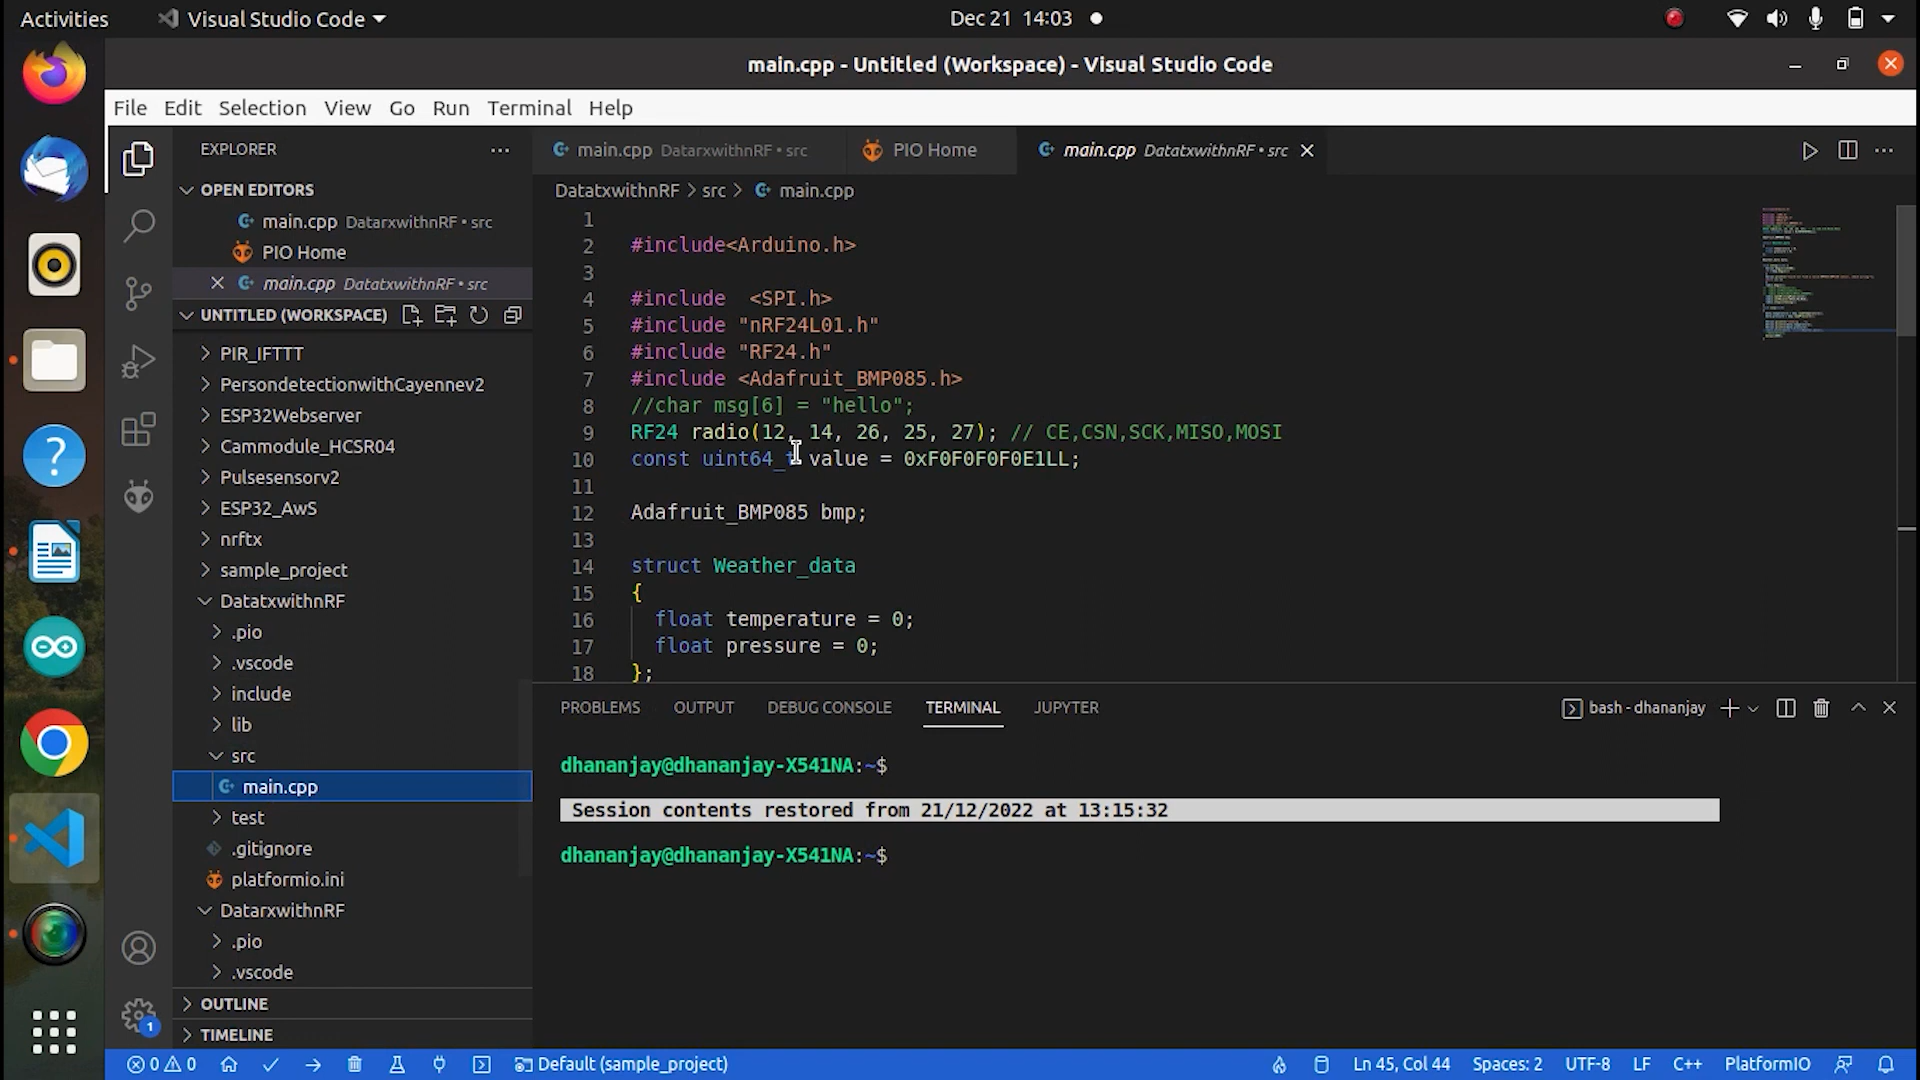 Activities
Visual Studio Code
Dec 21 14:03
main.cpp - Untitled (Workspace) - Visual Studio Code
File Edit Selection View Go Run Terminal Help
EXPLORER
OPEN EDITORS
main.cpp DatarxwithnRF • src
PIO Home
main.cpp DatatxwithnRF • src
UNTITLED (WORKSPACE)
PIR_IFTTT
PersondetectionwithCayennev2
ESP32Webserver
Cammodule_HCSR04
Pulsesensorv2
ESP32_AwS
nrftx
sample_project
DatatxwithnRF
.pio
.vscode
include
lib
src
main.cpp
test
.gitignore
platformio.ini
DatarxwithnRF
.pio
.vscode
OUTLINE
TIMELINE
main.cpp DatarxwithnRF • src
PIO Home
main.cpp DatatxwithnRF • src
DatatxwithnRF > src > main.cpp
1
2 #include<Arduino.h>
3
4 #include  <SPI.h>
5 #include "nRF24L01.h"
6 #include "RF24.h"
7 #include <Adafruit_BMP085.h>
8 //char msg[6] = "hello";
9 RF24 radio(12, 14, 26, 25, 27); // CE,CSN,SCK,MISO,MOSI
10 const uint64_t value = 0xF0F0F0F0E1LL;
11
12 Adafruit_BMP085 bmp;
13
14 struct Weather_data
15 {
16 float temperature = 0;
17 float pressure = 0;
18 };
PROBLEMS OUTPUT DEBUG CONSOLE TERMINAL JUPYTER
bash - dhananjay
dhananjay@dhananjay-X541NA:~$
Session contents restored from 21/12/2022 at 13:15:32
dhananjay@dhananjay-X541NA:~$
1
0 0
Default (sample_project)
Ln 45, Col 44
Spaces: 2
UTF-8
LF
C++
PlatformIO